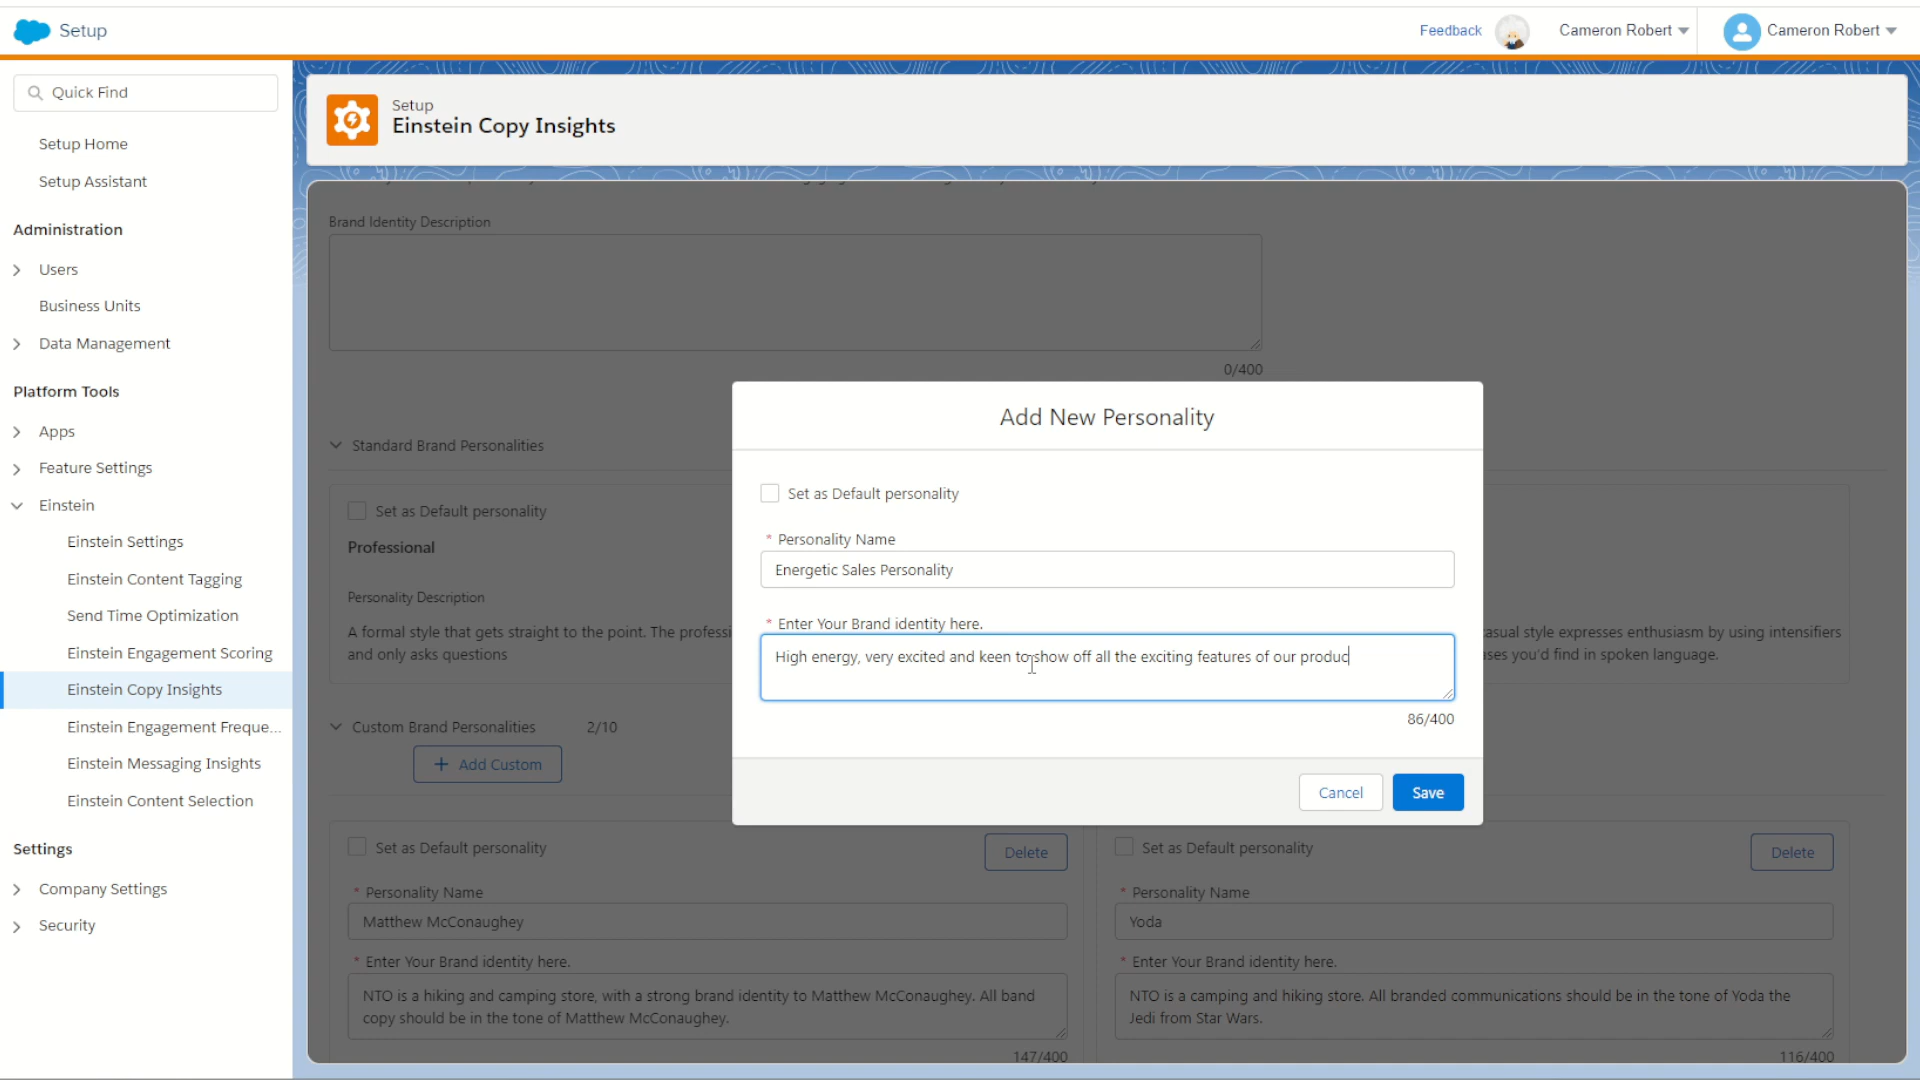 Setup
Feedback
Cameron Robert
Cameron Robert
Quick Find
Setup Home
Setup Assistant
Administration
Users
Business Units
Data Management
Platform Tools
Apps
Feature Settings
Einstein
Einstein Settings
Einstein Content Tagging
Send Time Optimization
Einstein Engagement Scoring
Einstein Copy Insights
Einstein Engagement Freque...
Einstein Messaging Insights
Einstein Content Selection
Settings
Company Settings
Security
Setup
Einstein Copy Insights
Brand Identity Description
0/400
Standard Brand Personalities
Set as Default personality
Professional
Personality Description
A formal style that gets straight to the point. The professi
and only asks questions
casual style expresses enthusiasm by using intensifiers
ses you'd find in spoken language.
Custom Brand Personalities 2/10
+ Add Custom
Add New Personality
Set as Default personality
* Personality Name
Energetic Sales Personality
* Enter Your Brand identity here.
High energy, very excited and keen to show off all the exciting features of our produc
86/400
Cancel
Save
Set as Default personality
Delete
* Personality Name
Matthew McConaughey
* Enter Your Brand identity here.
NTO is a hiking and camping store, with a strong brand identity to Matthew McConaughey. All band
copy should be in the tone of Matthew McConaughey.
147/400
Set as Default personality
Delete
* Personality Name
Yoda
* Enter Your Brand identity here.
NTO is a camping and hiking store. All branded communications should be in the tone of Yoda the
Jedi from Star Wars.
116/400